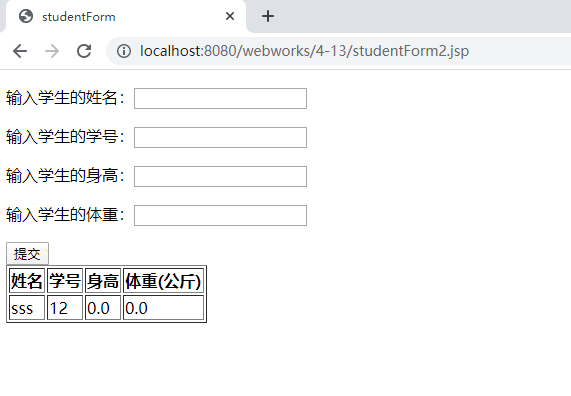 studentForm
localhost:8080/webworks/4-13/studentForm2.jsp
输入学生的姓名：
输入学生的学号：
输入学生的身高：
输入学生的体重：
提交
姓名 学号 身高 体重(公斤)
sss 12 0.0 0.0